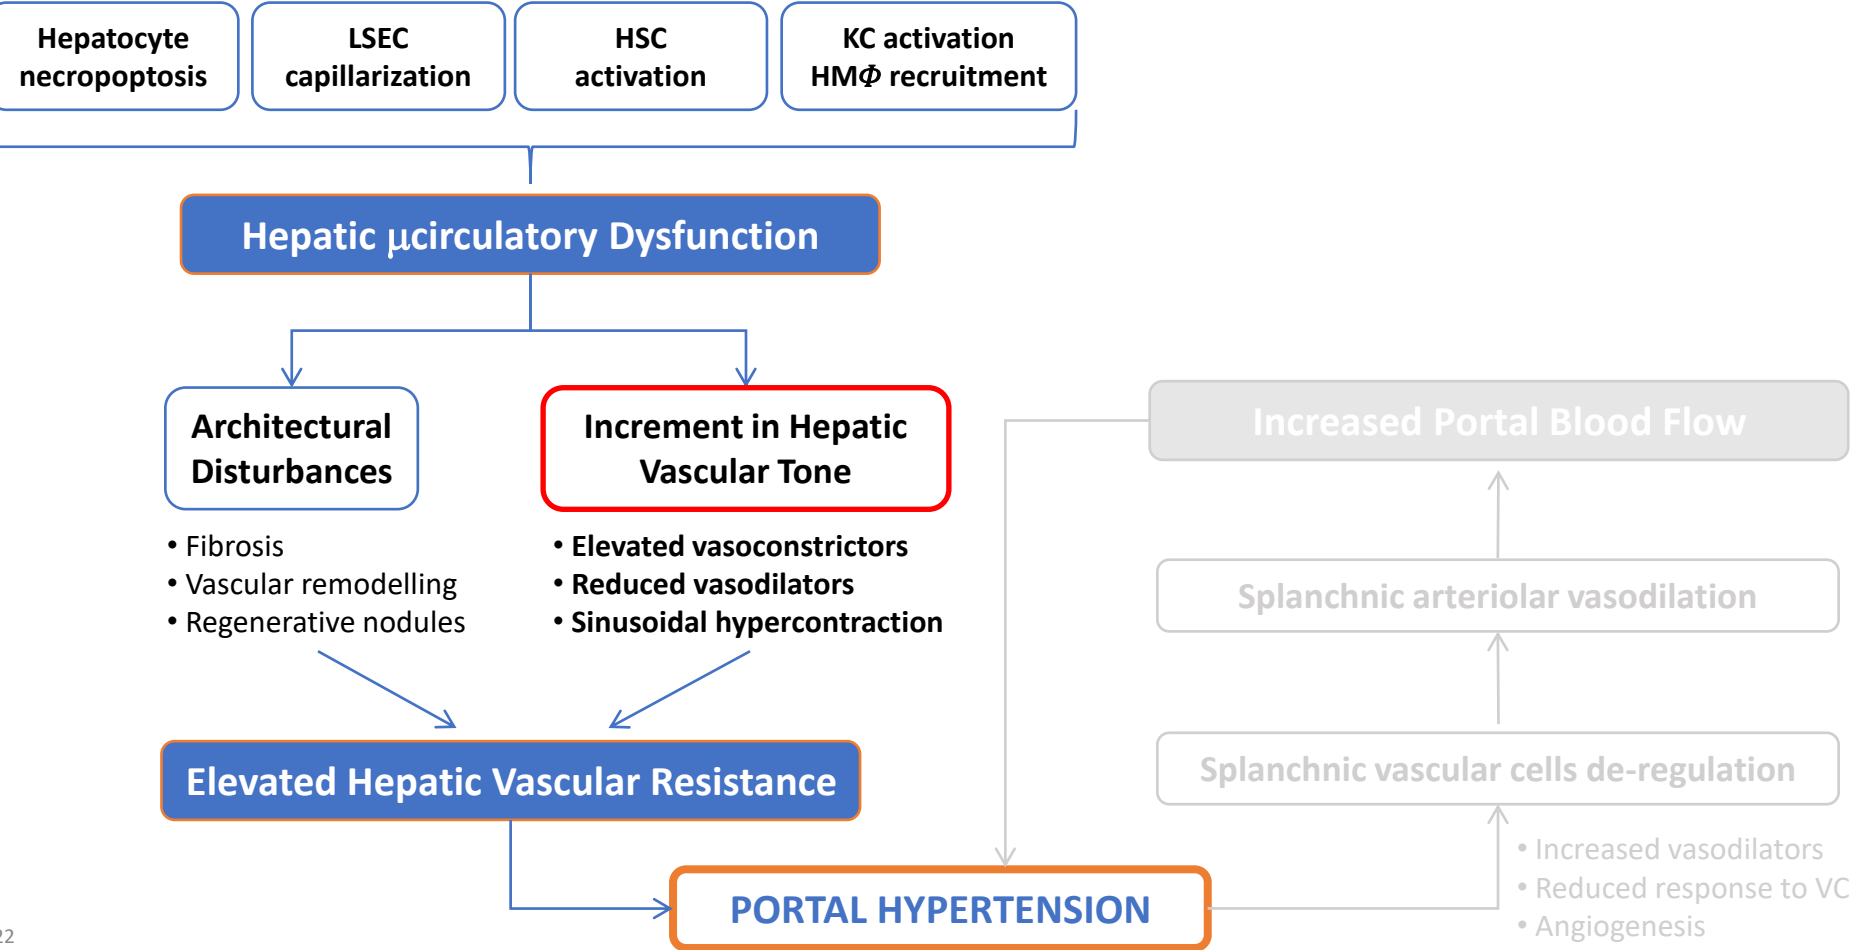 Hepatocyte
necropoptosis
LSEC
capillarization
HSC
activation
KC activation
HMΦ recruitment
Hepatic μcirculatory Dysfunction
Architectural
Disturbances
• Fibrosis
• Vascular remodelling
• Regenerative nodules
Increment in Hepatic
Vascular Tone
• Elevated vasoconstrictors
• Reduced vasodilators
• Sinusoidal hypercontraction
Elevated Hepatic Vascular Resistance
PORTAL HYPERTENSION
Increased Portal Blood Flow
Splanchnic arteriolar vasodilation
Splanchnic vascular cells de-regulation
• Increased vasodilators
• Reduced response to VC
• Angiogenesis
22